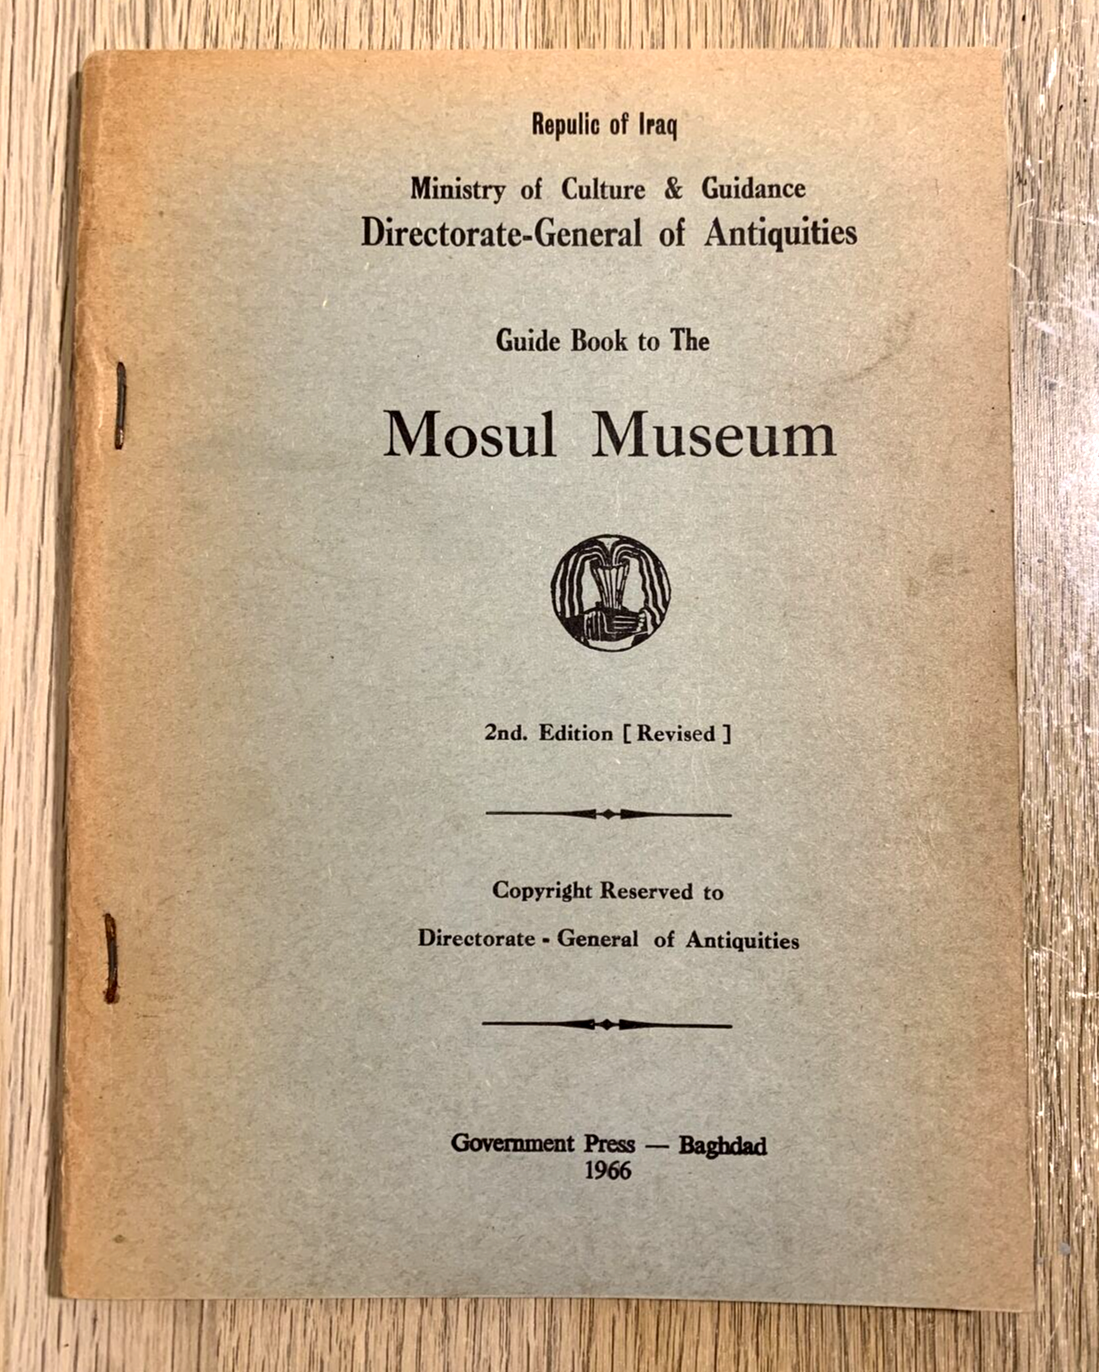 Repulic of Iraq
Ministry of Culture & Guidance
Directorate-General of Antiquities
Guide Book to The
Mosul Museum
2nd. Edition [ Revised ]
Copyright Reserved to
Directorate - General of Antiquities
Government Press — Baghdad
1966